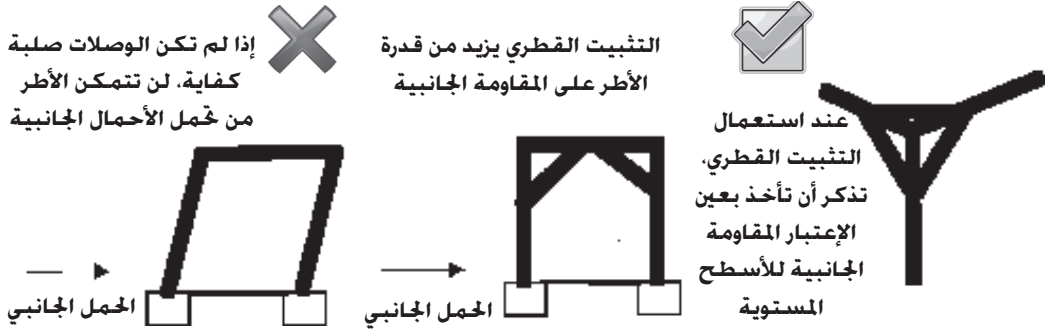 إذا لم تكن الوصلات صلبة
كفاية، لن تتمكن الأطر
من تحمل الأحمال الجانبية
الحمل الجانبي
التثبيت القطري يزيد من قدرة
الأطر على المقاومة الجانبية
الحمل الجانبي
عند استعمال
التثبيت القطري،
تذكر أن تأخذ بعين
الإعتبار المقاومة
الجانبية للأسطح
المستوية